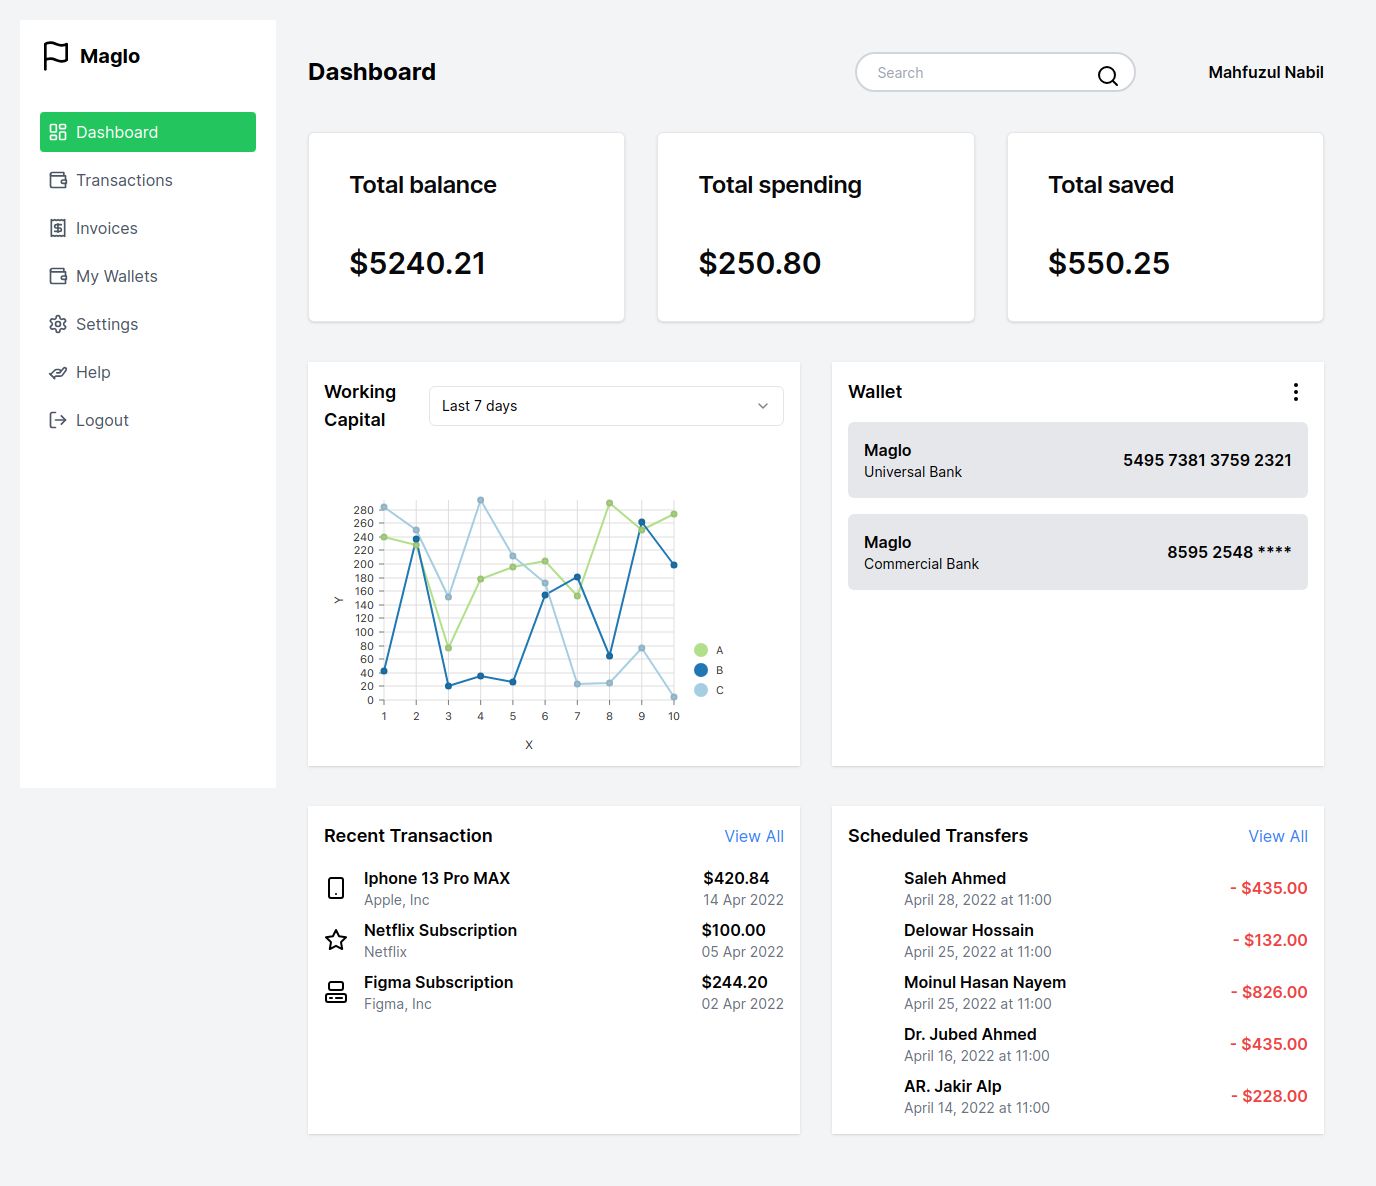 Maglo
Dashboard
Transactions
Invoices
My Wallets
Settings
Help
Logout
Dashboard
Search
Mahfuzul Nabil
Total balance
$5240.21
Total spending
$250.80
Total saved
$550.25
Working
Capital
Last 7 days
280
260
240
220
200
180
160
140
120
100
80
60
40
20
0
Y
1 2 3 4 5 6 7 8 9 10
X
A
B
C
Wallet
Maglo
Universal Bank
5495 7381 3759 2321
Maglo
Commercial Bank
8595 2548 ****
Recent Transaction
View All
Iphone 13 Pro MAX
Apple, Inc
$420.84
14 Apr 2022
Netflix Subscription
Netflix
$100.00
05 Apr 2022
Figma Subscription
Figma, Inc
$244.20
02 Apr 2022
Scheduled Transfers
View All
Saleh Ahmed
April 28, 2022 at 11:00
- $435.00
Delowar Hossain
April 25, 2022 at 11:00
- $132.00
Moinul Hasan Nayem
April 25, 2022 at 11:00
- $826.00
Dr. Jubed Ahmed
April 16, 2022 at 11:00
- $435.00
AR. Jakir Alp
April 14, 2022 at 11:00
- $228.00